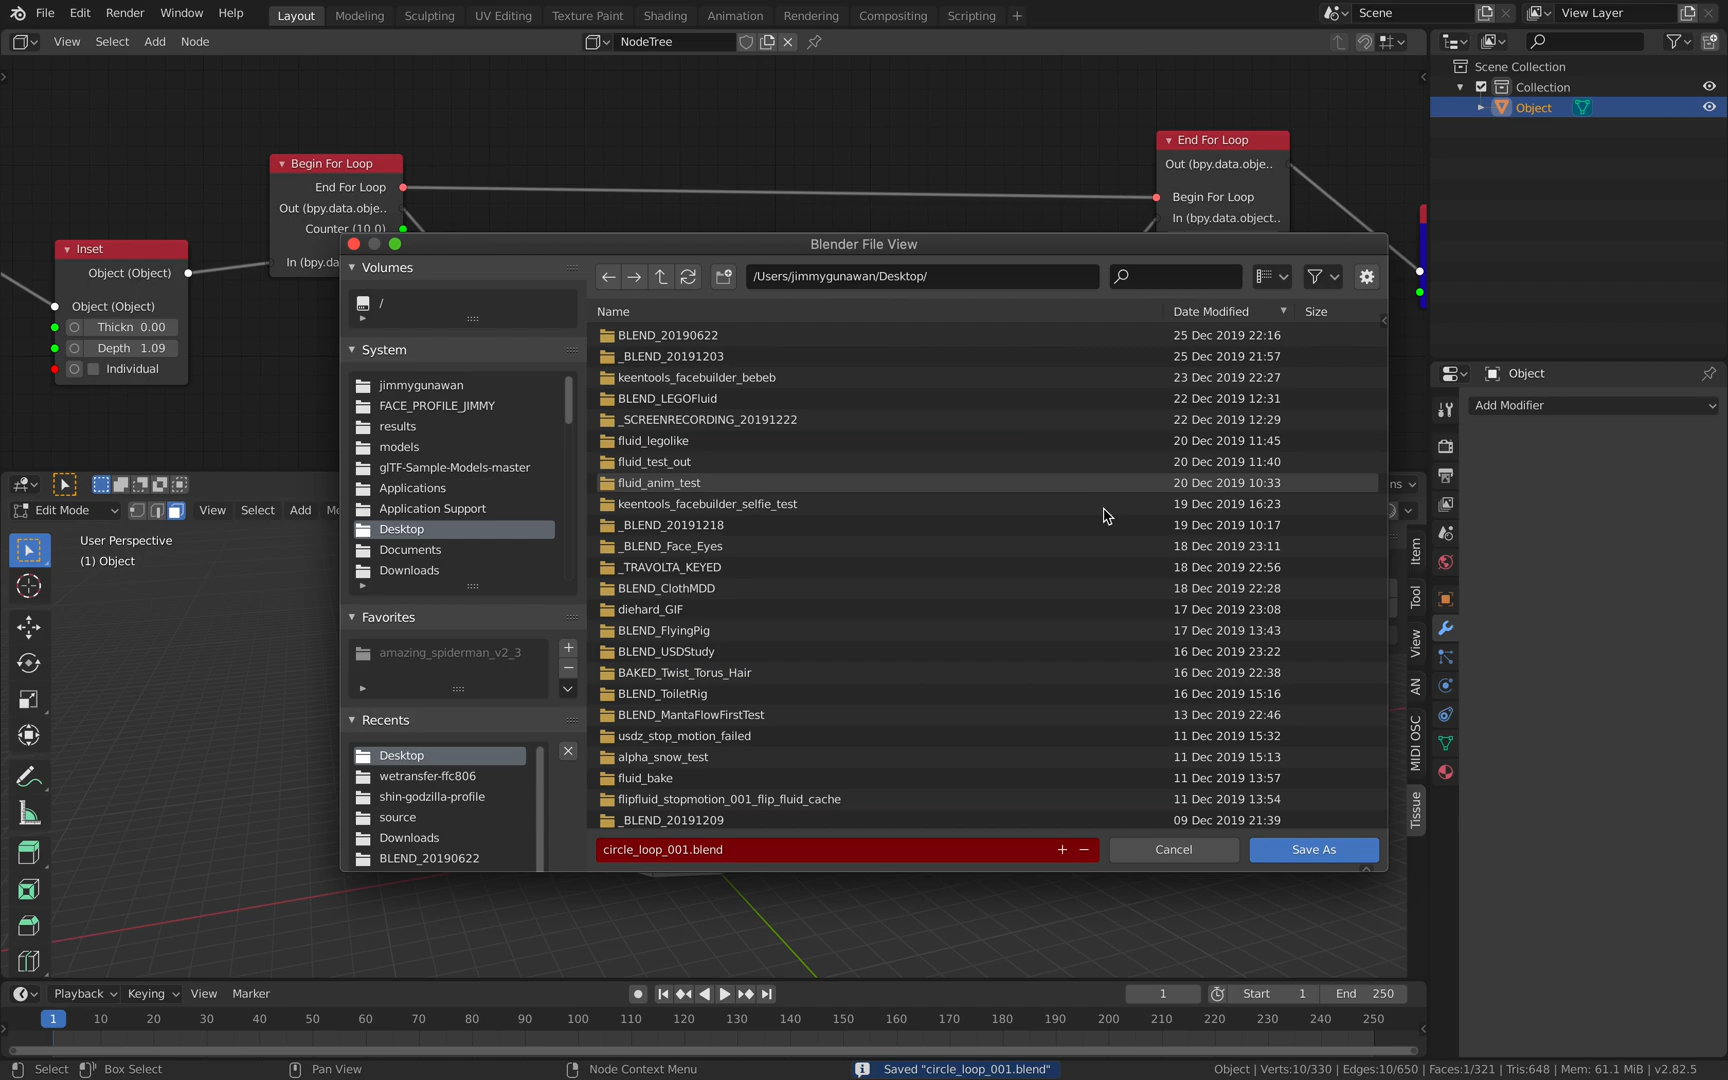 File Edit Render Window Help Layout Modeling Sculpting UV Editing Texture Paint Shading Animation Rendering Compositing Scripting + Scene View Layer
View Select Add Node NodeTree
Scene Collection
Collection
Object
End For Loop
Out (bpy.data.obje..
Begin For Loop
In (bpy.data.object..
Begin For Loop
End For Loop
Out (bpy.data.obje..
Counter (10.0)
In (bpy.da
Inset
Object (Object)
Object (Object)
Thickn 0.00
Depth 1.09
Individual
Blender File View
Volumes
/
System
jimmygunawan
FACE_PROFILE_JIMMY
results
models
glTF-Sample-Models-master
Applications
Application Support
Desktop
Documents
Downloads
Favorites
amazing_spiderman_v2_3
Recents
Desktop
wetransfer-ffc806
shin-godzilla-profile
source
Downloads
BLEND_20190622
/Users/jimmygunawan/Desktop/
Name Date Modified Size
BLEND_20190622 25 Dec 2019 22:16
_BLEND_20191203 25 Dec 2019 21:57
keentools_facebuilder_bebeb 23 Dec 2019 22:27
BLEND_LEGOFluid 22 Dec 2019 12:31
_SCREENRECORDING_20191222 22 Dec 2019 12:29
fluid_legolike 20 Dec 2019 11:45
fluid_test_out 20 Dec 2019 11:40
fluid_anim_test 20 Dec 2019 10:33
keentools_facebuilder_selfie_test 19 Dec 2019 16:23
_BLEND_20191218 19 Dec 2019 10:17
_BLEND_Face_Eyes 18 Dec 2019 23:11
_TRAVOLTA_KEYED 18 Dec 2019 22:56
BLEND_ClothMDD 18 Dec 2019 22:28
diehard_GIF 17 Dec 2019 23:08
BLEND_FlyingPig 17 Dec 2019 13:43
BLEND_USDStudy 16 Dec 2019 23:22
BAKED_Twist_Torus_Hair 16 Dec 2019 22:38
BLEND_ToiletRig 16 Dec 2019 15:16
BLEND_MantaFlowFirstTest 13 Dec 2019 22:46
usdz_stop_motion_failed 11 Dec 2019 15:32
alpha_snow_test 11 Dec 2019 15:13
fluid_bake 11 Dec 2019 13:57
flipfluid_stopmotion_001_flip_fluid_cache 11 Dec 2019 13:54
_BLEND_20191209 09 Dec 2019 21:39
circle_loop_001.blend + − Cancel Save As
Object
Add Modifier
Edit Mode View Select Add Me
ns
User Perspective
(1) Object
Item
Tool
View
AN
MIDI OSC
Tissue
Playback Keying View Marker 1 Start 1 End 250
1 10 20 30 40 50 60 70 80 90 100 110 120 130 140 150 160 170 180 190 200 210 220 230 240 250
Select Box Select Pan View Node Context Menu Saved "circle_loop_001.blend" Object | Verts:10/330 | Edges:10/650 | Faces:1/321 | Tris:648 | Mem: 61.1 MiB | v2.82.5